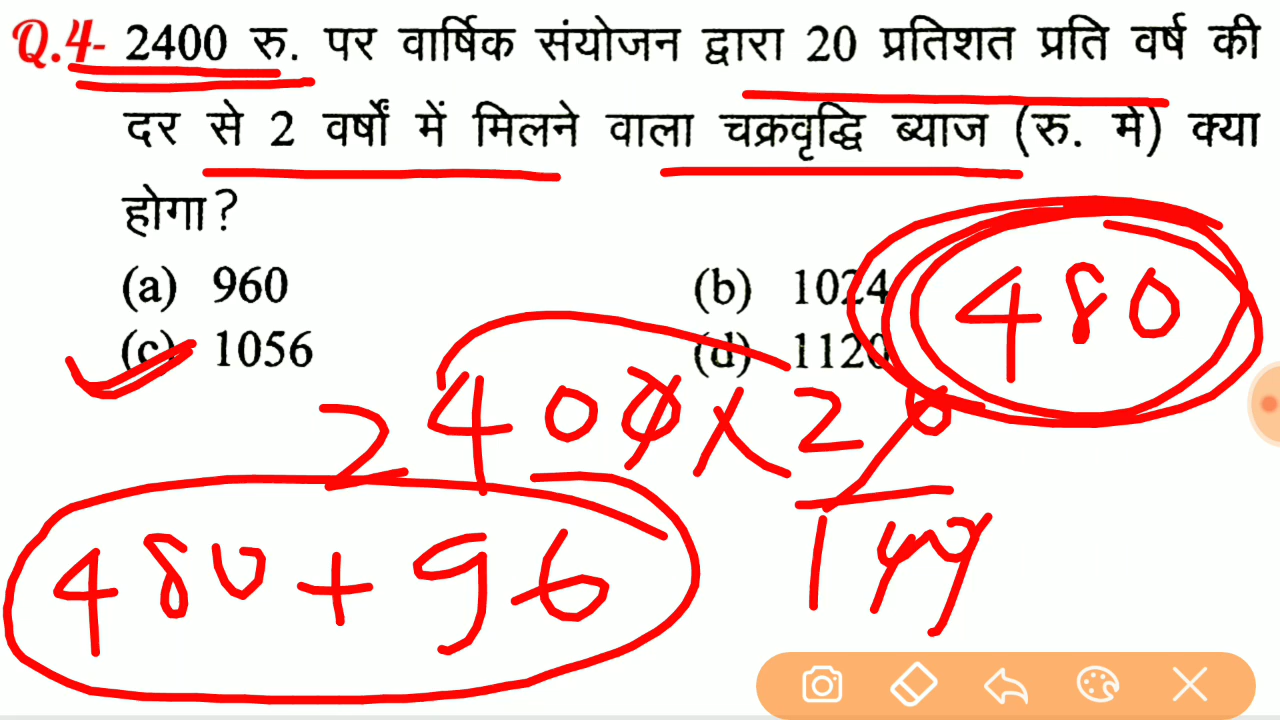 Q.4- 2400 रु. पर वार्षिक संयोजन द्वारा 20 प्रतिशत प्रति वर्ष की
दर से 2 वर्षों में मिलने वाला चक्रवृद्धि ब्याज (रु. में) क्या
होगा?
(a) 960 (b) 1024
(c) 1056 (d) 1120
480
2400 x 20
100
480 + 96